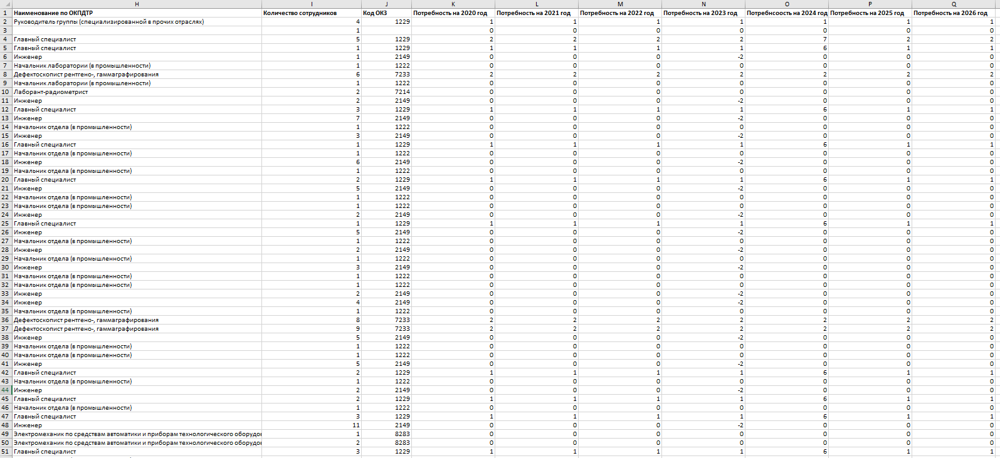 H I J K L M N O P Q
1 Наименование по ОКПДТР Количество сотрудников Код ОКЗ Потребность на 2020 год Потребность на 2021 год Потребность на 2022 год Потребность на 2023 год Потребнсоость на 2024 год Потребность на 2025 год Потребность на 2026 год
2 Руководитель группы (специализированной в прочих отраслях) 4 1229 1 1 1 1 1 1 1
3 1 0 0 0 0 0 0 0
4 Главный специалист 5 1229 2 2 2 2 7 2 2
5 Главный специалист 1 1229 1 1 1 1 6 1 1
6 Инженер 1 2149 0 0 0 -2 0 0 0
7 Начальник лаборатории (в промышленности) 1 1222 0 0 0 0 0 0 0
8 Дефектоскопист рентгено-, гаммаграфирования 6 7233 2 2 2 2 2 2 2
9 Начальник лаборатории (в промышленности) 1 1222 0 0 0 0 0 0 0
10 Лаборант-радиометрист 2 7214 0 0 0 0 0 0 0
11 Инженер 2 2149 0 0 0 -2 0 0 0
12 Главный специалист 3 1229 1 1 1 1 6 1 1
13 Инженер 7 2149 0 0 0 -2 0 0 0
14 Начальник отдела (в промышленности) 1 1222 0 0 0 0 0 0 0
15 Инженер 3 2149 0 0 0 -2 0 0 0
16 Главный специалист 1 1229 1 1 1 1 6 1 1
17 Начальник отдела (в промышленности) 1 1222 0 0 0 0 0 0 0
18 Инженер 6 2149 0 0 0 -2 0 0 0
19 Начальник отдела (в промышленности) 1 1222 0 0 0 0 0 0 0
20 Главный специалист 2 1229 1 1 1 1 6 1 1
21 Инженер 5 2149 0 0 0 -2 0 0 0
22 Начальник отдела (в промышленности) 1 1222 0 0 0 0 0 0 0
23 Начальник отдела (в промышленности) 1 1222 0 0 0 0 0 0 0
24 Инженер 2 2149 0 0 0 -2 0 0 0
25 Главный специалист 1 1229 1 1 1 1 6 1 1
26 Инженер 5 2149 0 0 0 -2 0 0 0
27 Начальник отдела (в промышленности) 1 1222 0 0 0 0 0 0 0
28 Инженер 2 2149 0 0 0 -2 0 0 0
29 Начальник отдела (в промышленности) 1 1222 0 0 0 0 0 0 0
30 Инженер 3 2149 0 0 0 -2 0 0 0
31 Начальник отдела (в промышленности) 1 1222 0 0 0 0 0 0 0
32 Начальник отдела (в промышленности) 1 1222 0 0 0 0 0 0 0
33 Инженер 2 2149 0 0 0 -2 0 0 0
34 Инженер 4 2149 0 0 0 -2 0 0 0
35 Начальник отдела (в промышленности) 1 1222 0 0 0 0 0 0 0
36 Дефектоскопист рентгено-, гаммаграфирования 8 7233 2 2 2 2 2 2 2
37 Дефектоскопист рентгено-, гаммаграфирования 9 7233 2 2 2 2 2 2 2
38 Инженер 5 2149 0 0 0 -2 0 0 0
39 Начальник отдела (в промышленности) 1 1222 0 0 0 0 0 0 0
40 Начальник отдела (в промышленности) 1 1222 0 0 0 0 0 0 0
41 Инженер 5 2149 0 0 0 -2 0 0 0
42 Главный специалист 2 1229 1 1 1 1 6 1 1
43 Начальник отдела (в промышленности) 1 1222 0 0 0 0 0 0 0
44 Инженер 2 2149 0 0 0 -2 0 0 0
45 Главный специалист 2 1229 1 1 1 1 6 1 1
46 Начальник отдела (в промышленности) 1 1222 0 0 0 0 0 0 0
47 Главный специалист 3 1229 1 1 1 1 6 1 1
48 Инженер 11 2149 0 0 0 -2 0 0 0
49 Электромеханик по средствам автоматики и приборам технологического оборудо 1 8283 0 0 0 0 0 0 0
50 Электромеханик по средствам автоматики и приборам технологического оборудо 2 8283 0 0 0 0 0 0 0
51 Главный специалист 3 1229 1 1 1 1 6 1 1